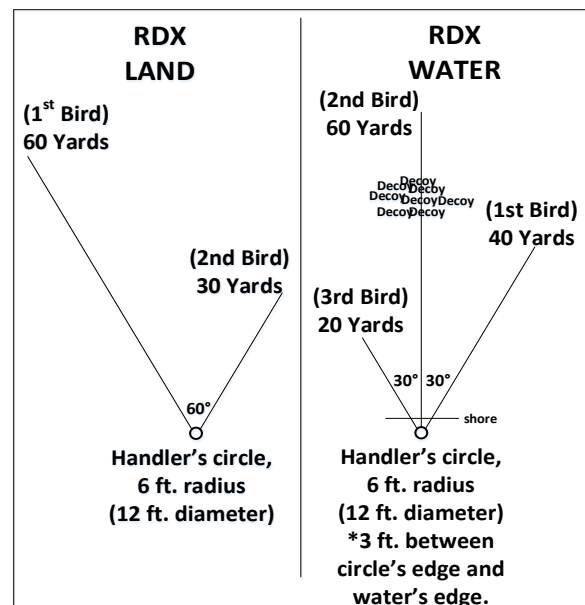 RDX
LAND
(1st Bird)
60 Yards
(2nd Bird)
30 Yards
60°
Handler's circle,
6 ft. radius
(12 ft. diameter)
RDX
WATER
(2nd Bird)
60 Yards
Decoy
Decoy
Decoy
Decoy
Decoy
Decoy
Decoy
Decoy
(1st Bird)
40 Yards
(3rd Bird)
20 Yards
30° 30°
shore
Handler's circle,
6 ft. radius
(12 ft. diameter)
*3 ft. between
circle's edge and
water's edge.